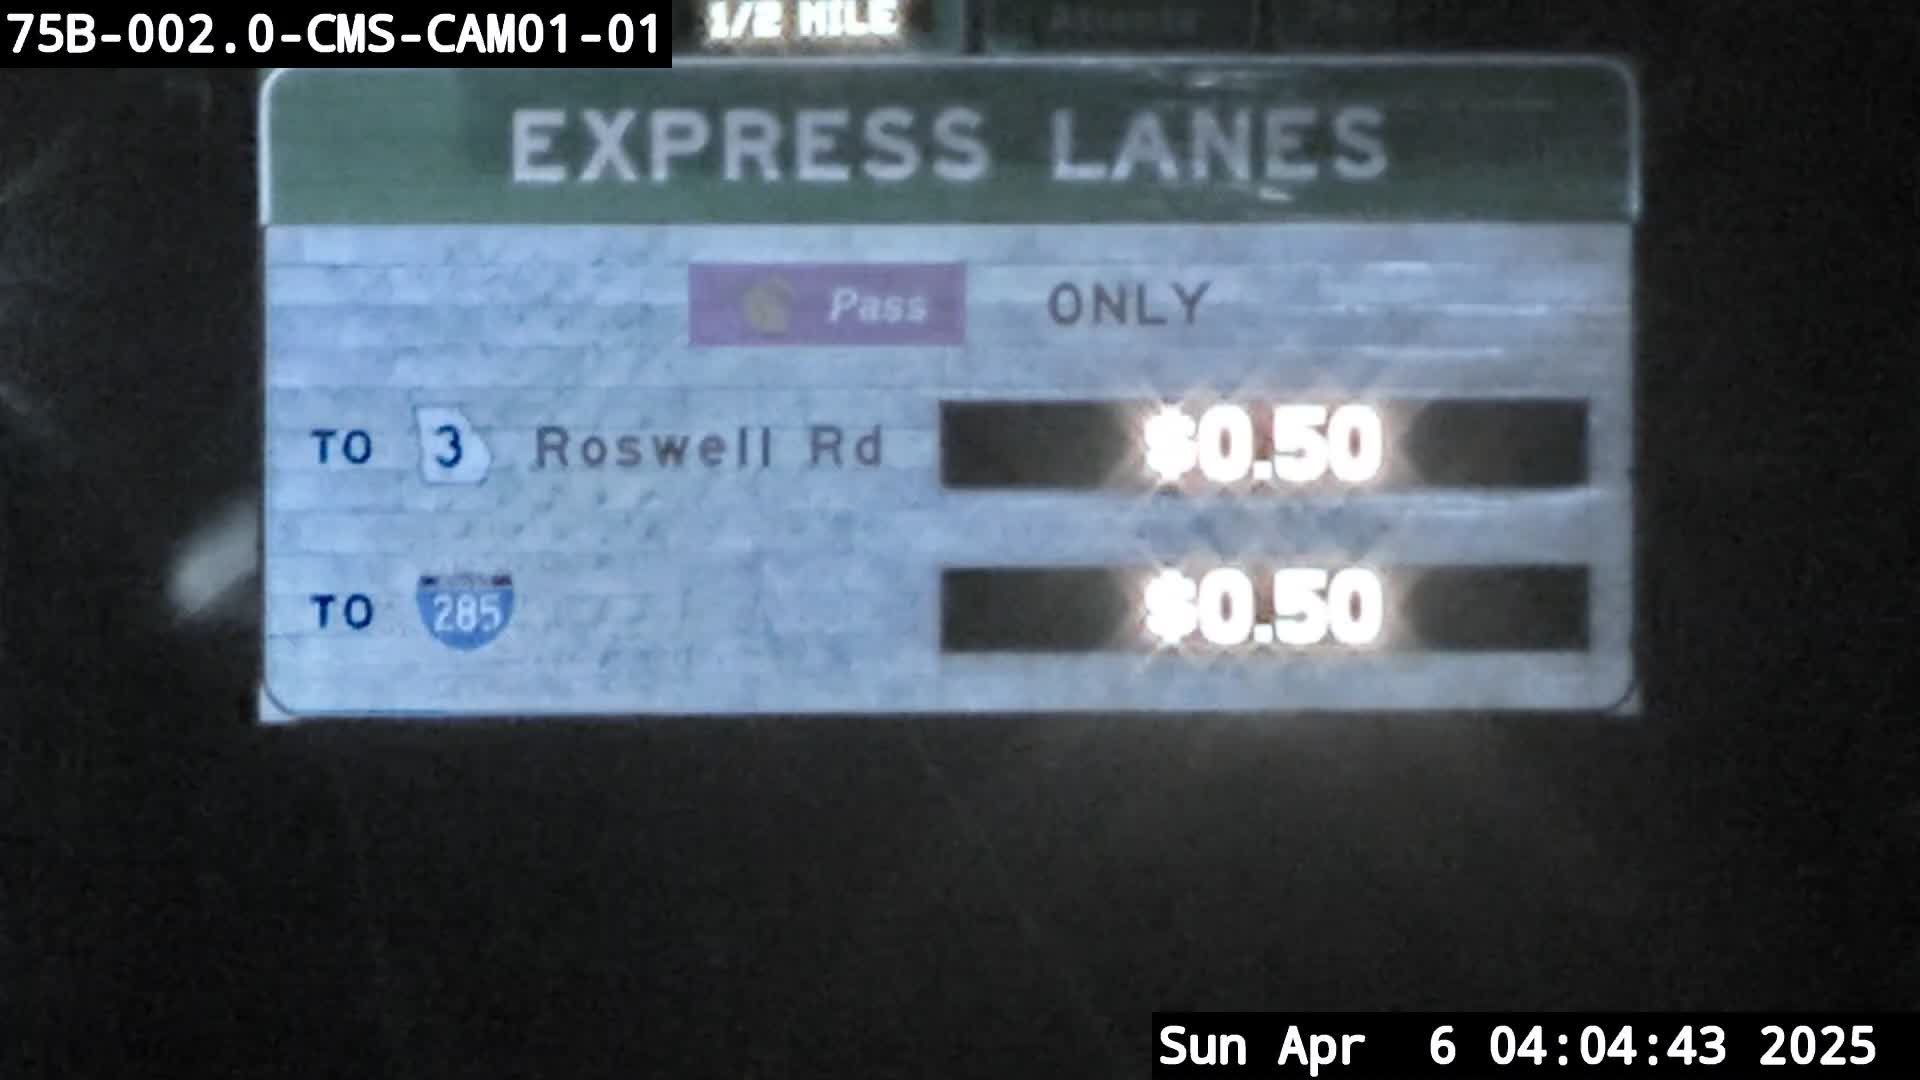 75B-002.0-CMS-CAM01-01
1/2 MILE
EXPRESS LANES
Pass ONLY
TO 3 Roswell Rd $0.50
TO 285 $0.50
Sun Apr 6 04:04:43 2025